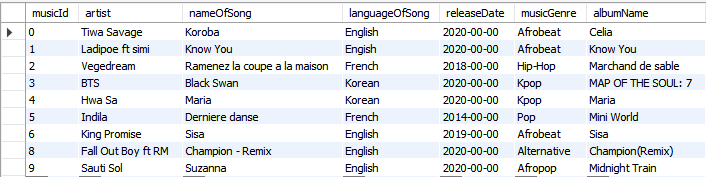 musicId artist nameOfSong languageOfSong releaseDate musicGenre albumName
0 Tiwa Savage Koroba English 2020-00-00 Afrobeat Celia
1 Ladipoe ft simi Know You Engish 2020-00-00 Afrobeat Know You
2 Vegedream Ramenez la coupe a la maison French 2018-00-00 Hip-Hop Marchand de sable
3 BTS Black Swan Korean 2020-00-00 Kpop MAP OF THE SOUL: 7
4 Hwa Sa Maria Korean 2020-00-00 Kpop Maria
5 Indila Derniere danse French 2014-00-00 Pop Mini World
6 King Promise Sisa English 2019-00-00 Afrobeat Sisa
8 Fall Out Boy ft RM Champion - Remix English 2020-00-00 Alternative Champion(Remix)
9 Sauti Sol Suzanna English 2020-00-00 Afropop Midnight Train